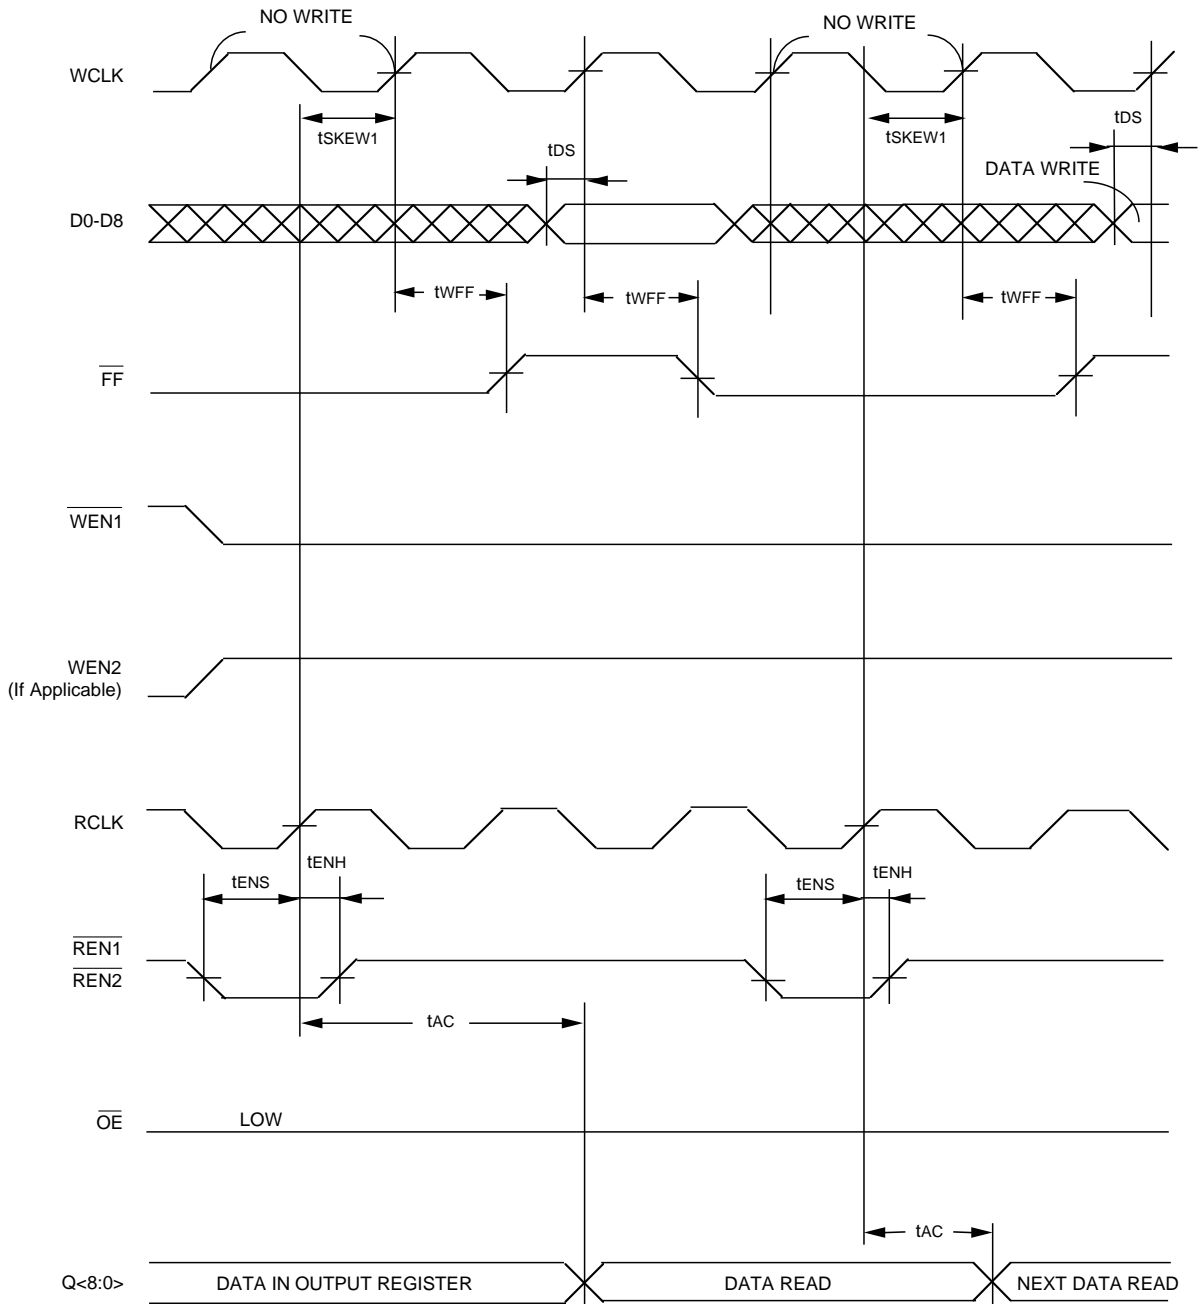 NO WRITE
NO WRITE
WCLK
tSKEW1
tSKEW1
tDS
tDS
DATA WRITE
D0-D8
tWFF
tWFF
tWFF
FF
WEN1
WEN2
(If Applicable)
RCLK
tENS
tENH
tENS
tENH
REN1
REN2
tAC
OE
LOW
tAC
Q<8:0>
DATA IN OUTPUT REGISTER
DATA READ
NEXT DATA READ